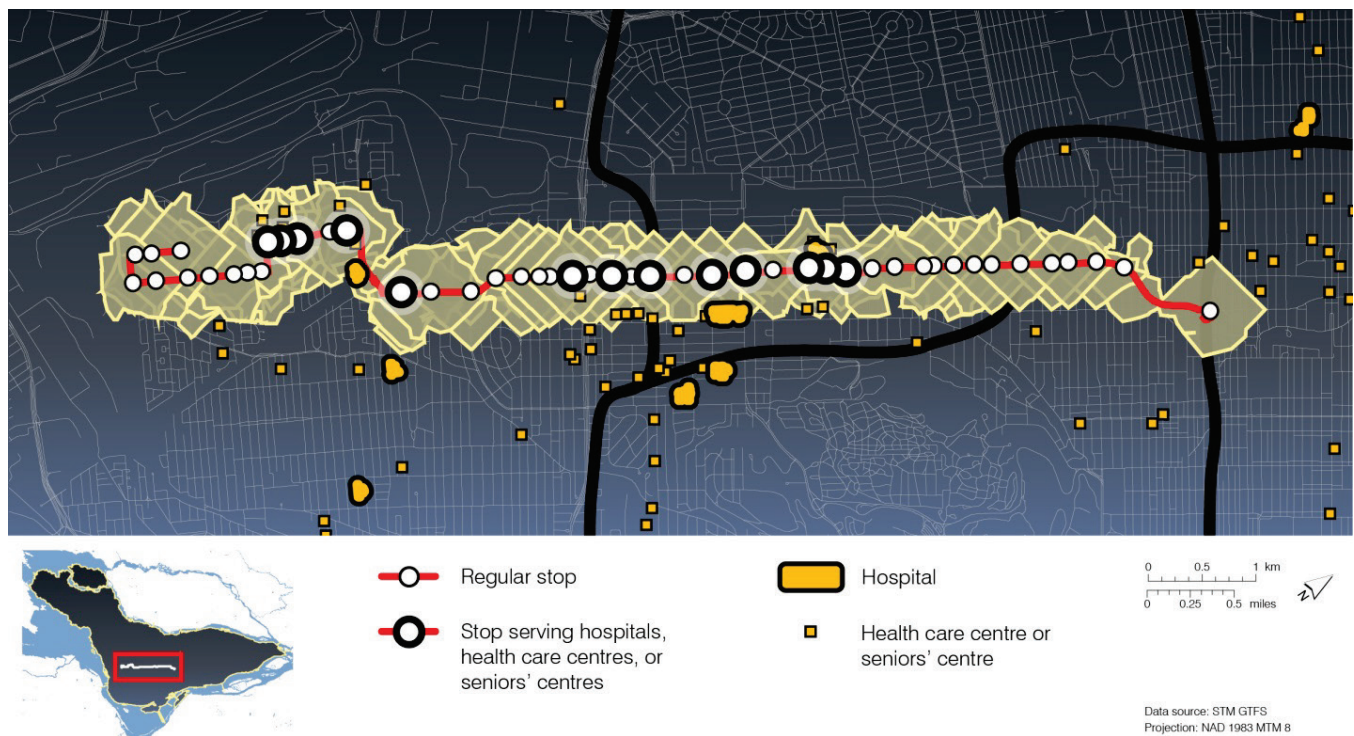 Regular stop
Stop serving hospitals,
health care centres, or
seniors' centres
Hospital
Health care centre or
seniors' centre
0 0.5 1 km
0 0.25 0.5 miles
N
Data source: STM GTFS
Projection: NAD 1983 MTM 8